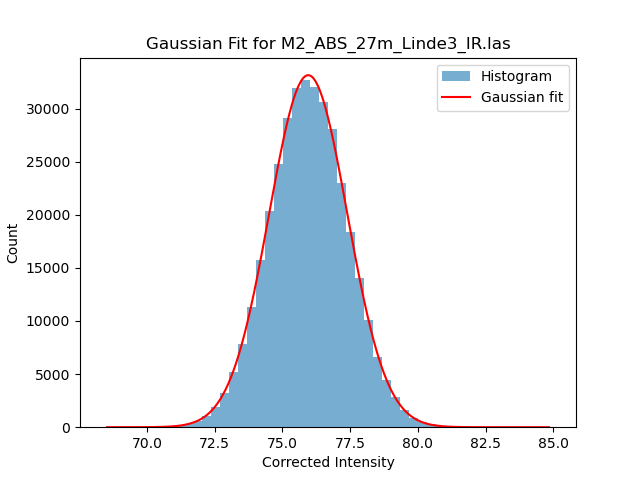 Gaussian Fit for M2_ABS_27m_Linde3_IR.las
Histogram
Gaussian fit
Count
30000
25000
20000
15000
10000
5000
0
70.0 72.5 75.0 77.5 80.0 82.5 85.0
Corrected Intensity